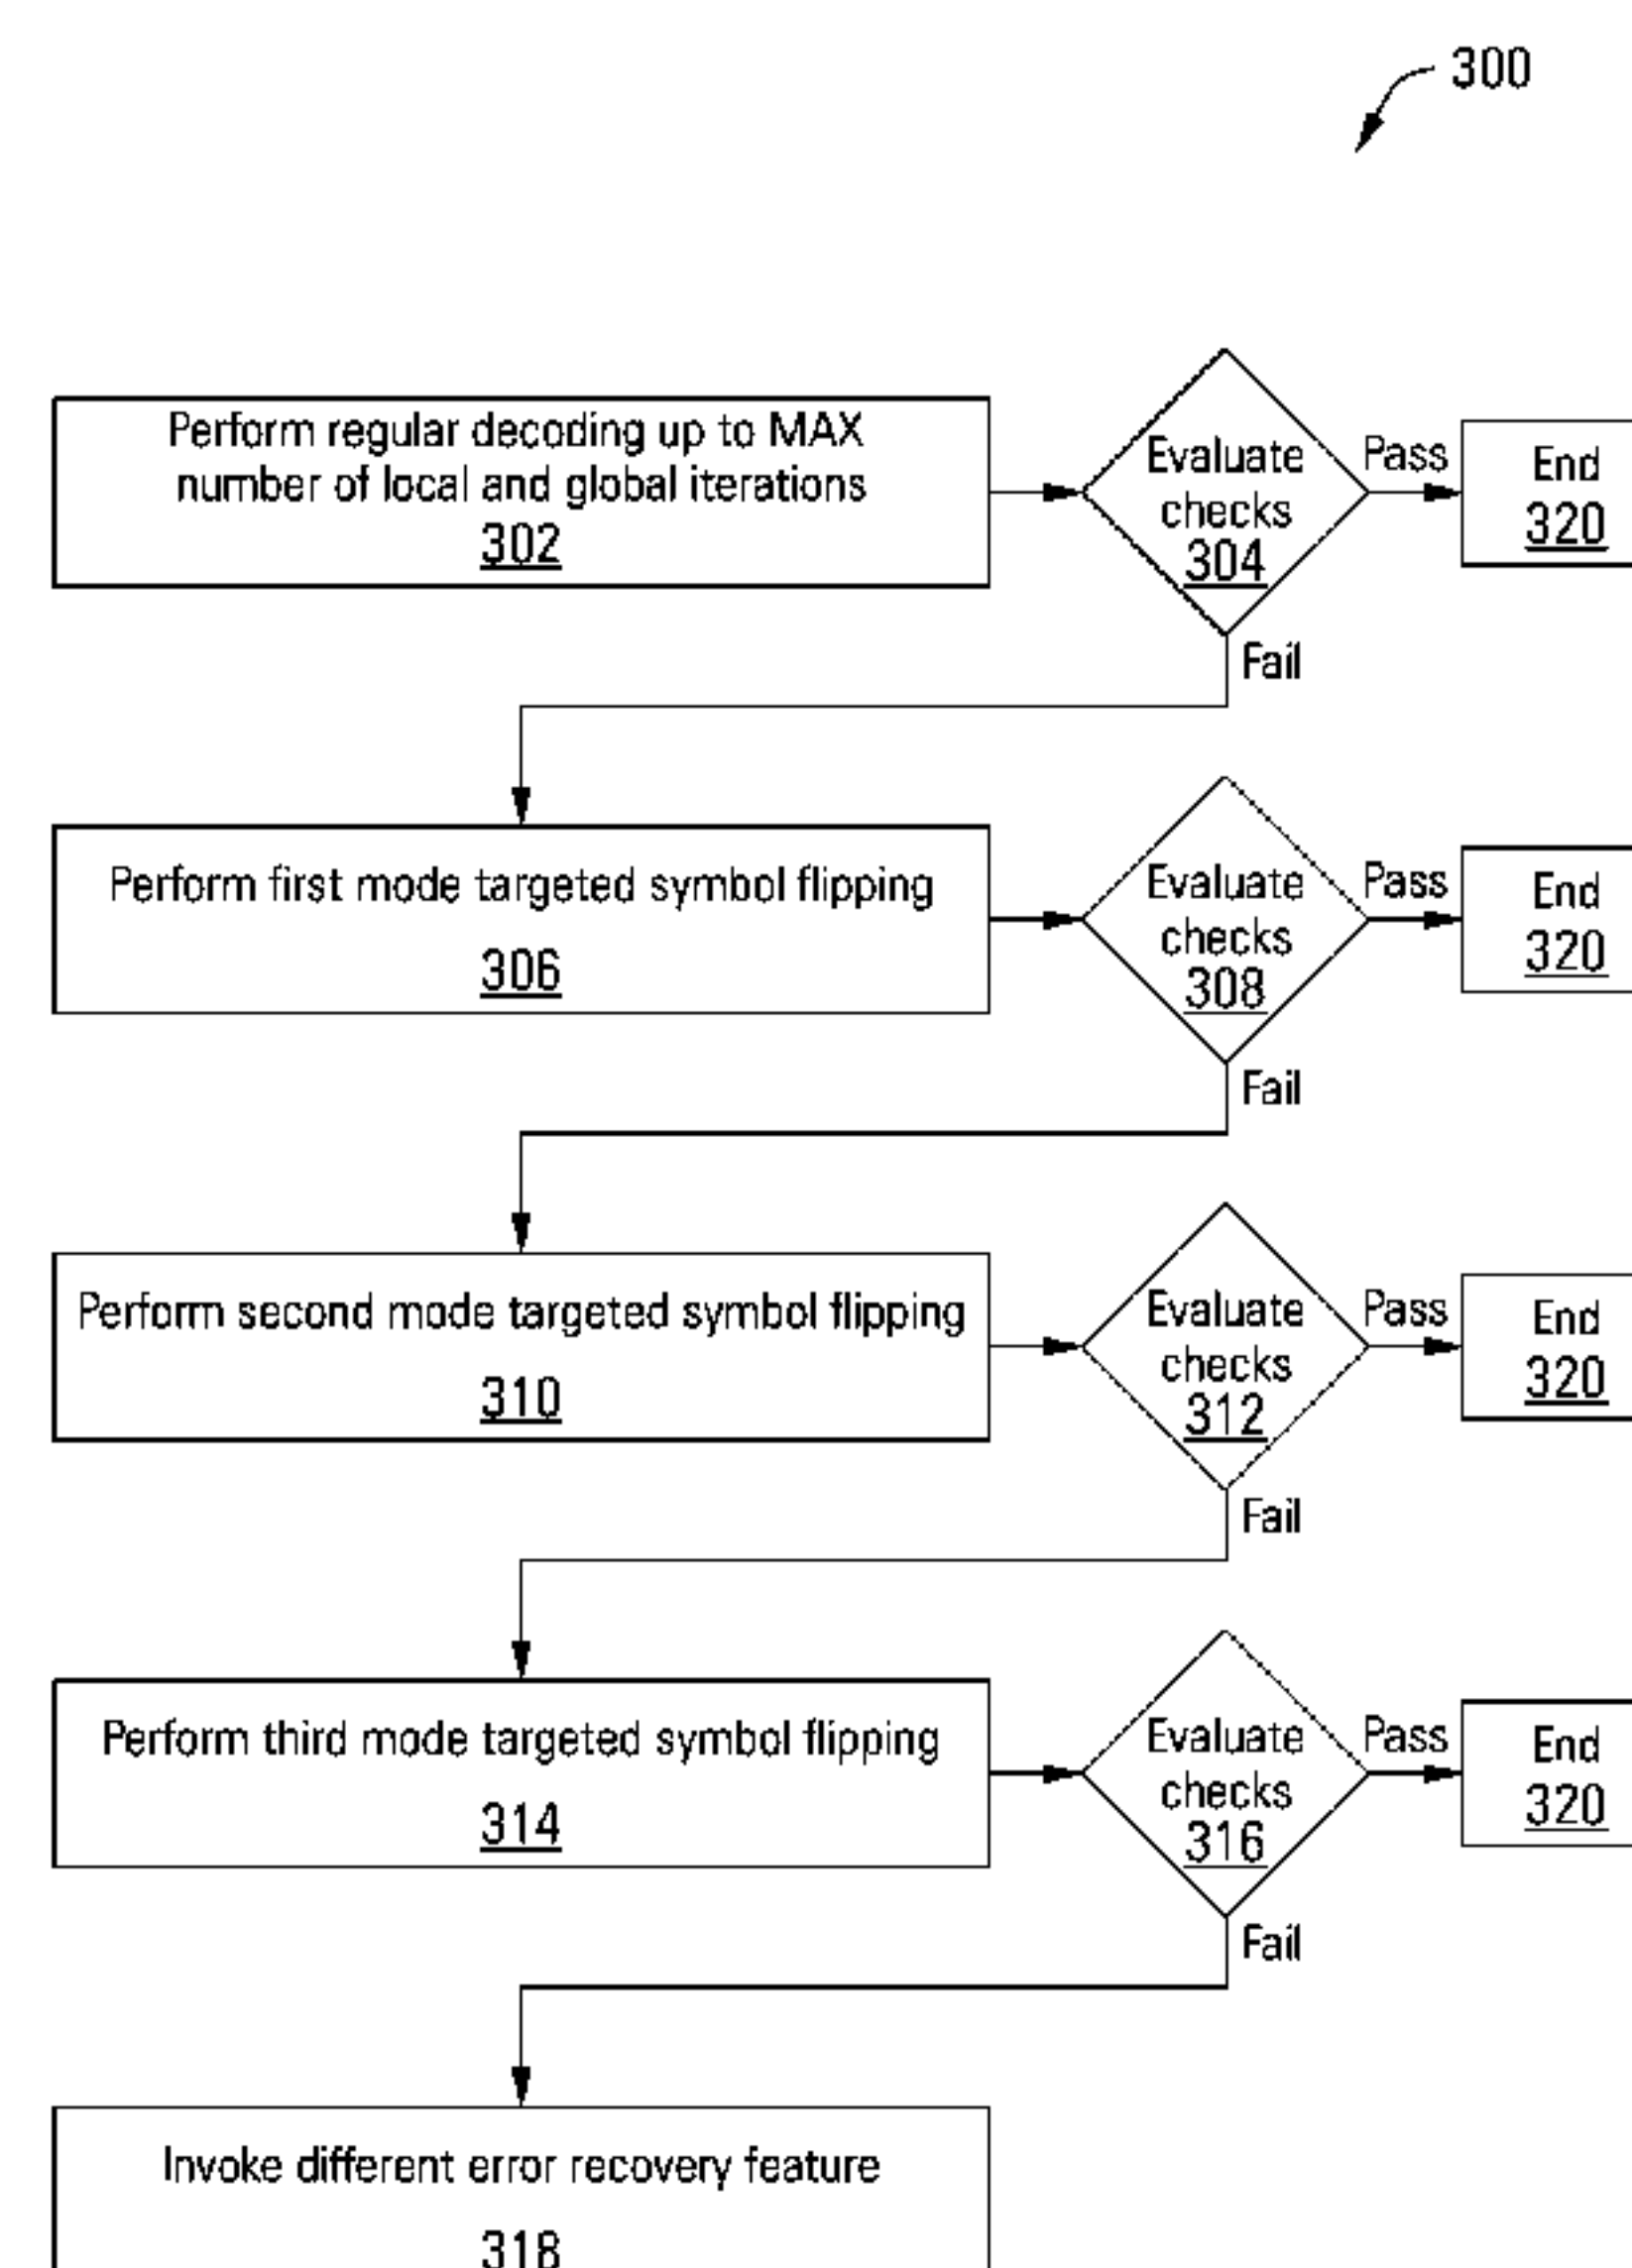 300
Perform regular decoding up to MAX
number of local and global iterations
302
Evaluate
checks
304
Pass
End
320
Fail
Perform first mode targeted symbol flipping
306
Evaluate
checks
308
Pass
End
320
Fail
Perform second mode targeted symbol flipping
310
Evaluate
checks
312
Pass
End
320
Fail
Perform third mode targeted symbol flipping
314
Evaluate
checks
316
Pass
End
320
Fail
Invoke different error recovery feature
318